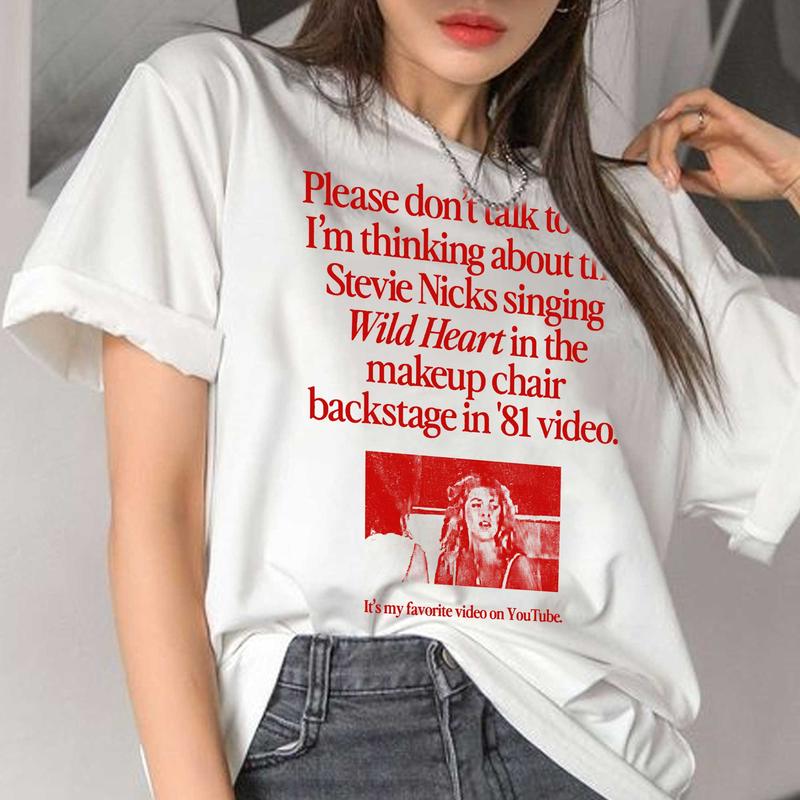 Please don't talk to
I'm thinking about
Stevie Nicks singing
Wild Heart in the
makeup chair
backstage in '81 video.
It's my favorite video on YouTube.